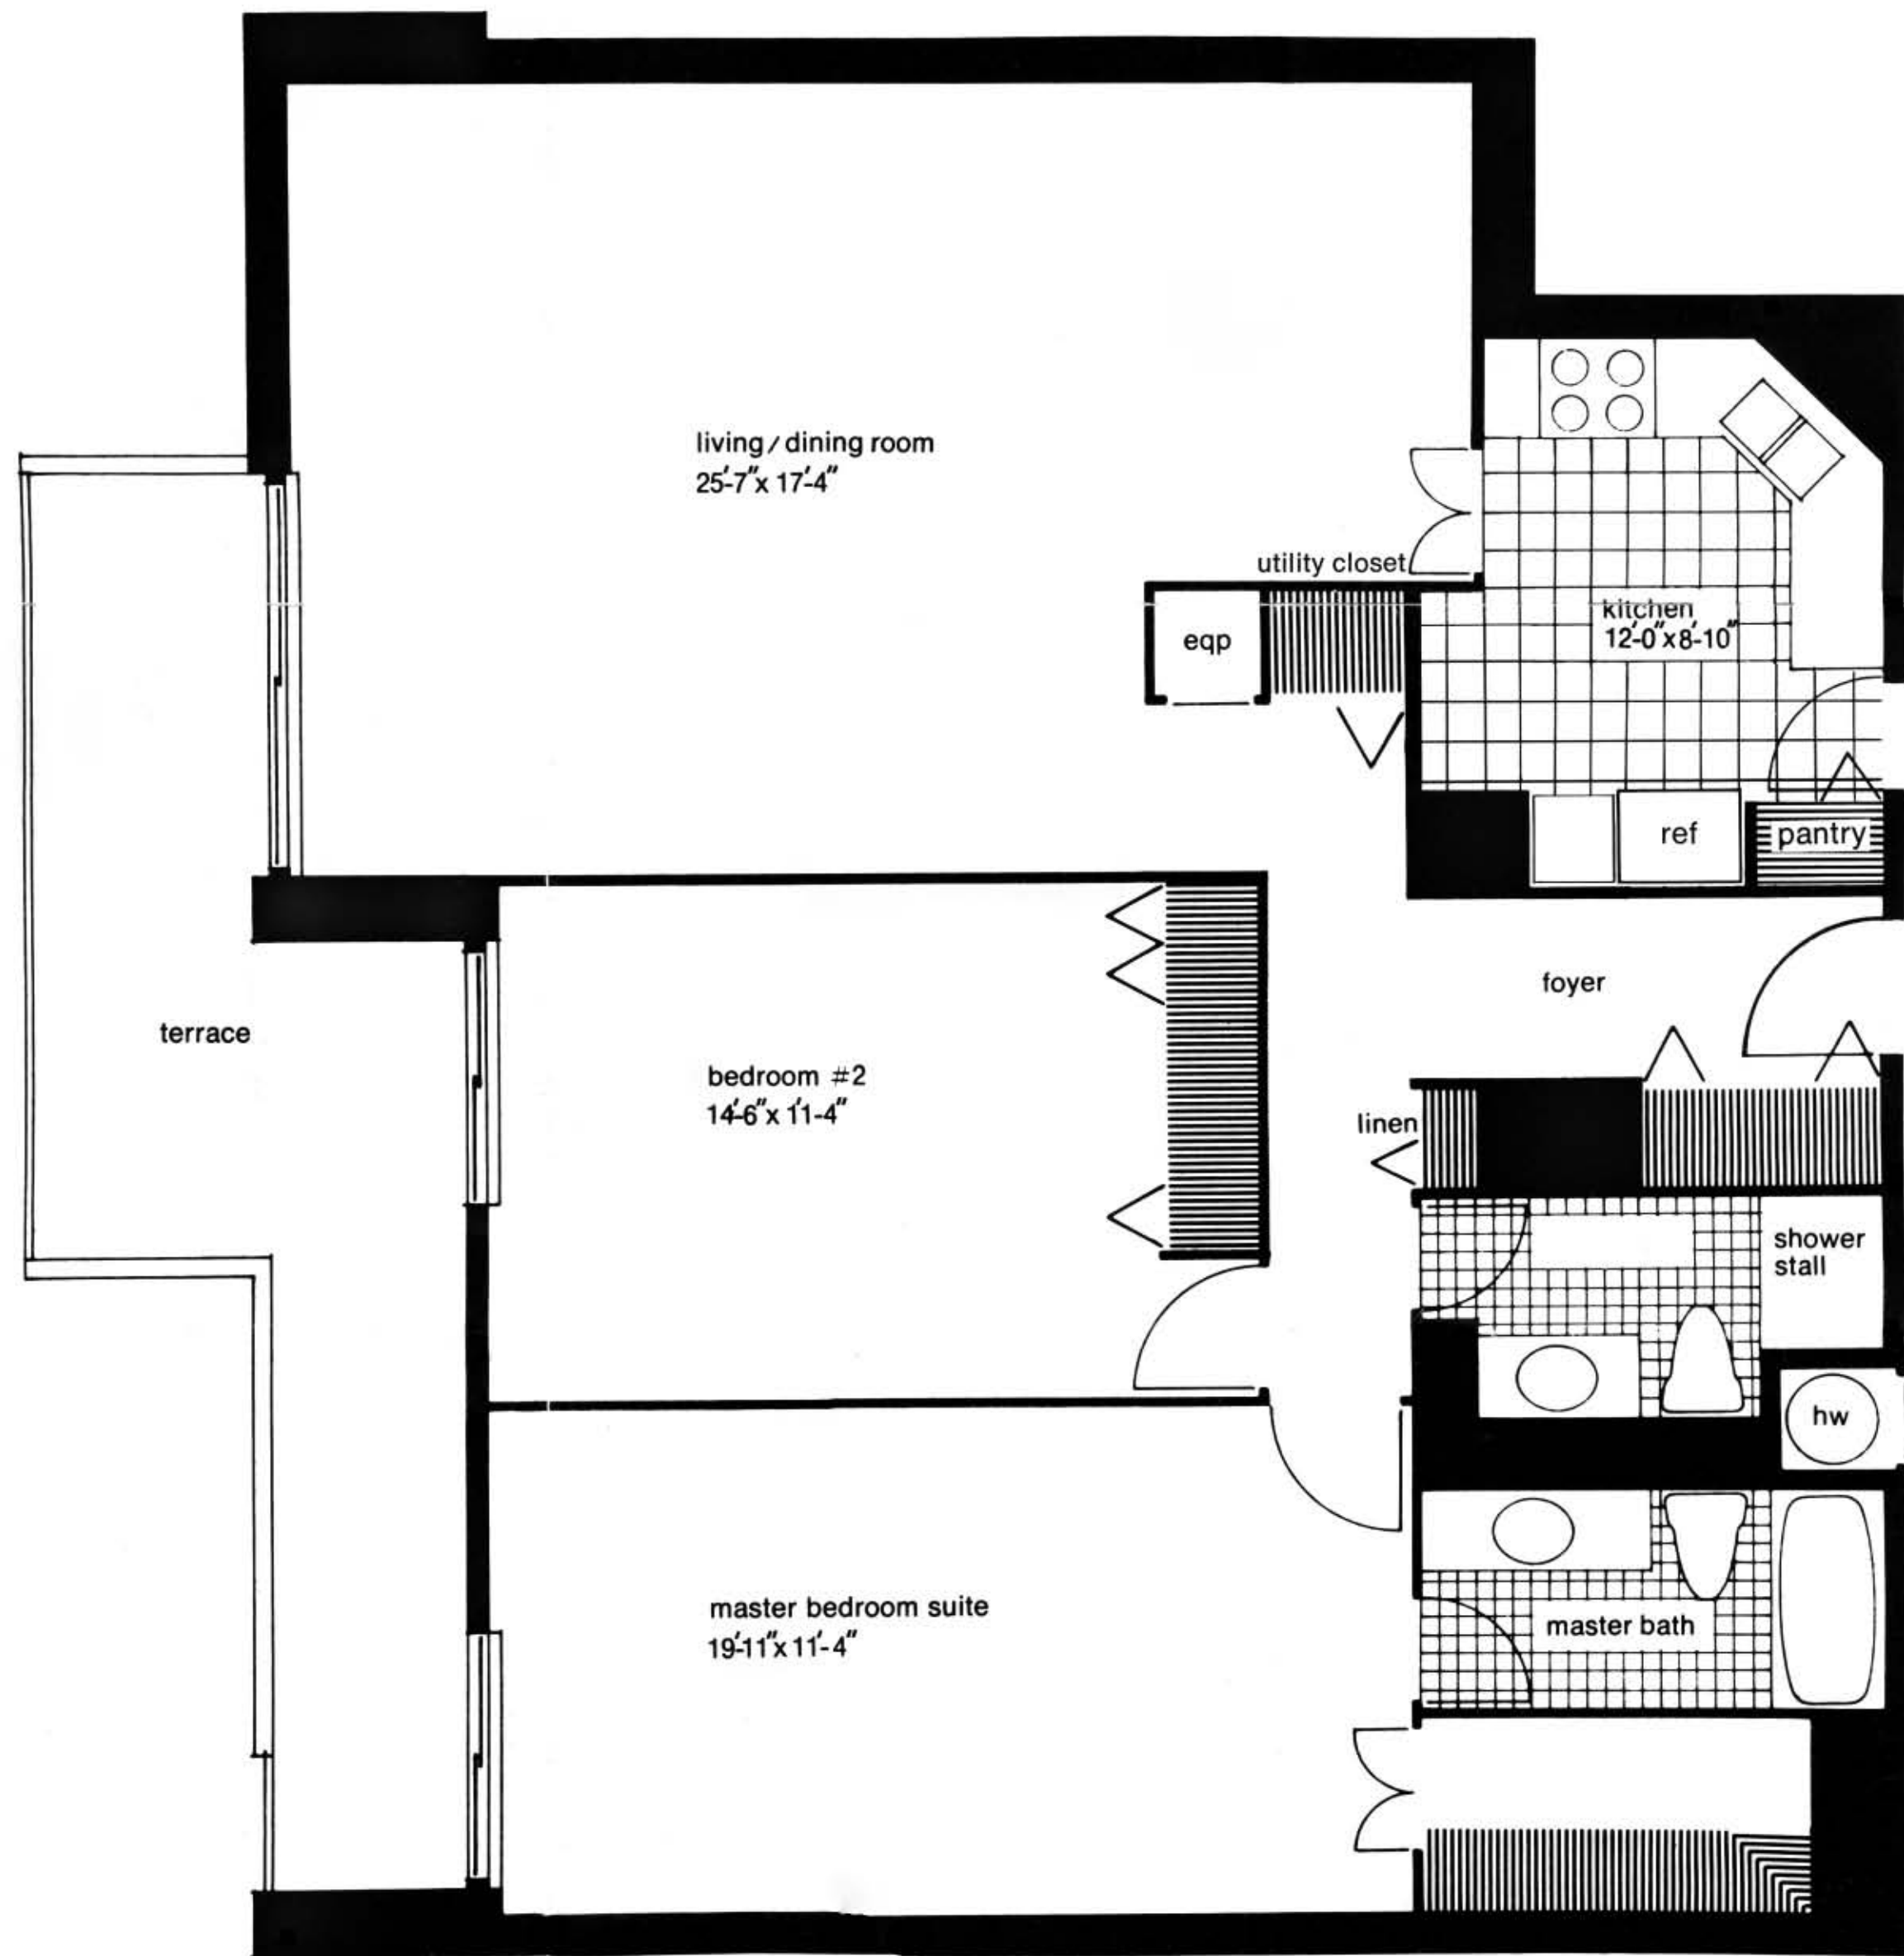 living / dining room
25'-7" x 17'-4"
utility closet
eqp
kitchen
12'-0" x 8'-10"
ref
pantry
foyer
terrace
bedroom #2
14'-6" x 11'-4"
linen
shower
stall
hw
master bedroom suite
19'-11" x 11'-4"
master bath